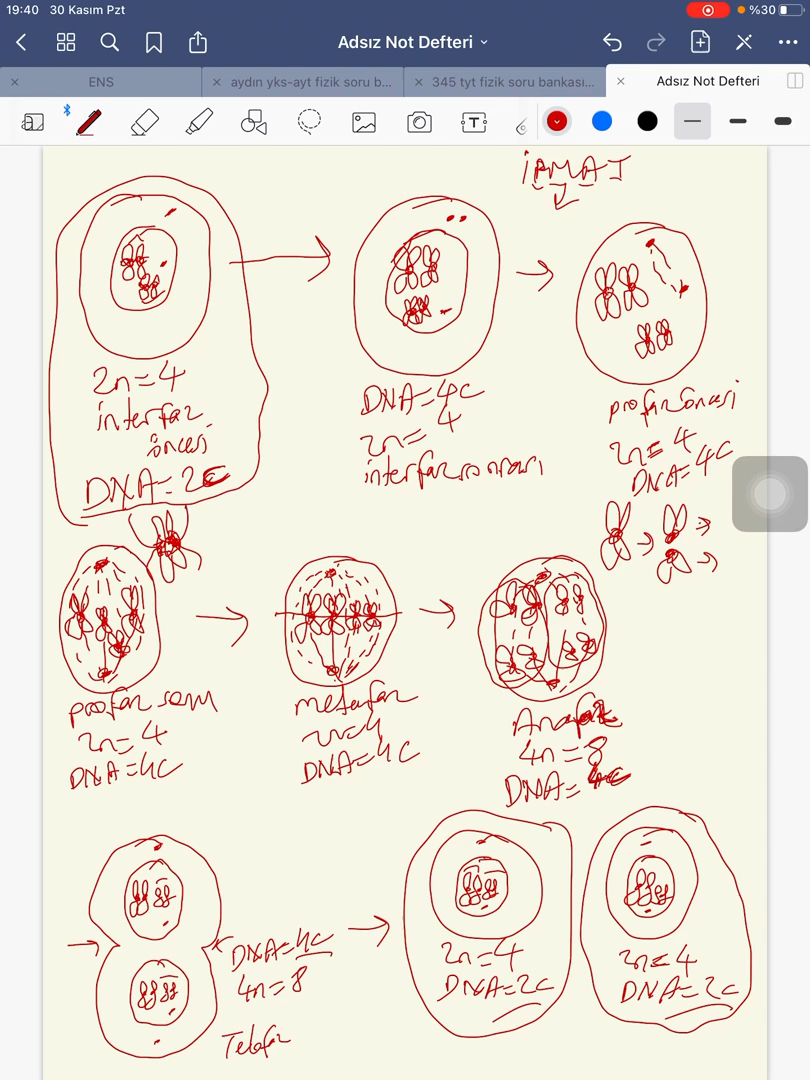 19:40 30 Kasım Pzt
%30
Adsız Not Defteri
ENS
aydın yks-ayt fizik soru b...
345 tyt fizik soru bankası...
Adsız Not Defteri
T
İPMAT
2n=4
interfaz
öncesi
DNA=2C
DNA=4C
2n=4
interfaz sonrası
profaz öncesi
2n=4
DNA=4C
profaz sonu
2n=4
DNA=4C
metafaz
2n=4
DNA=4C
Anafaz
4n=8
DNA=4C
DNA=4C
4n=8
Telofaz
2n=4
DNA=2C
2n=4
DNA=2C